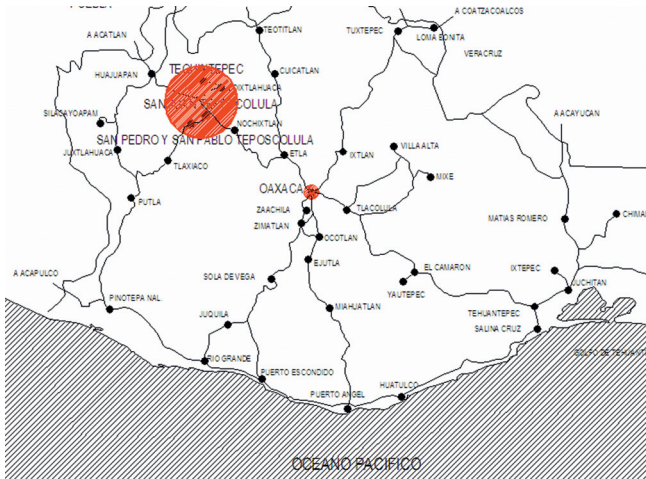 A COATZACOALCOS
A ACATLAN
TEOTITLAN
TUXTEPEC
LOMA BONITA
VERACRUZ
HUAJUAPAN
CUICATLAN
SILACAYOAPAM
NOCHIXTLAN
SAN PEDRO Y SAN PABLO TEPOSCOLULA
A ACAYUCAN
JUXTLAHUACA
TLAXIACO
ETLA
IXTLAN
VILLA ALTA
MIXE
OAXACA
PUTLA
ZAACHILA
TLACOLULA
ZIMATLAN
MATIAS ROMERO
OCOTLAN
EJUTLA
A ACAPULCO
SOLA DE VEGA
EL CAMARON
IXTEPEC
YAUTEPEC
JUCHITAN
PINOTEPA NAL.
JUQUILA
MIAHUATLAN
TEHUANTEPEC
SALINA CRUZ
RIO GRANDE
PUERTO ESCONDIDO
HUATULCO
PUERTO ANGEL
OCEANO PACIFICO